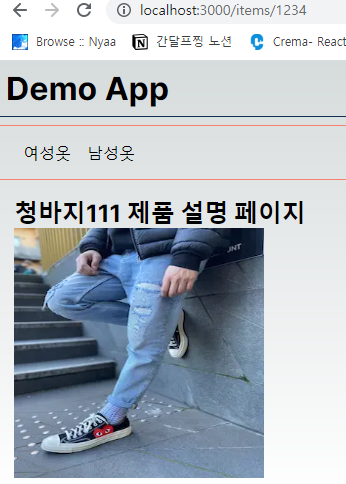 localhost:3000/items/1234
Browse :: Nyaa 간달프찡 노션 Crema- React
Demo App
여성옷 남성옷
청바지111 제품 설명 페이지
UNT